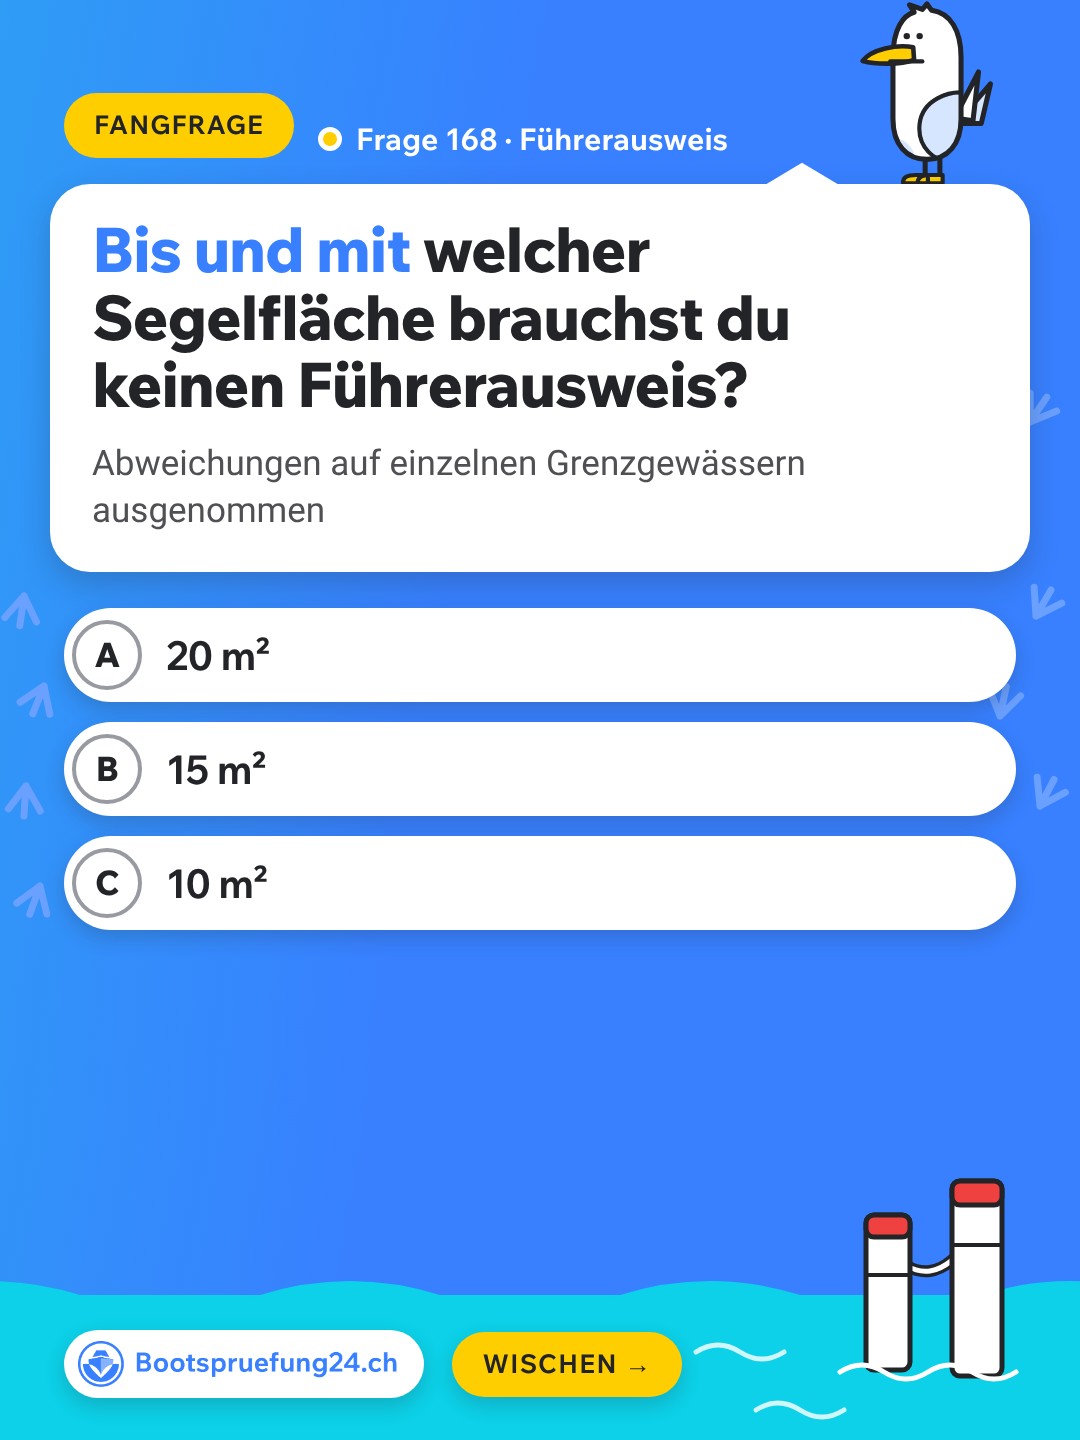 FANGFRAGE
Frage 168 · Führerausweis
Bis und mit welcher
Segelfläche brauchst du
keinen Führerausweis?
Abweichungen auf einzelnen Grenzgewässern
ausgenommen
A 20 m²
B 15 m²
C 10 m²
Bootspruefung24.ch
WISCHEN →